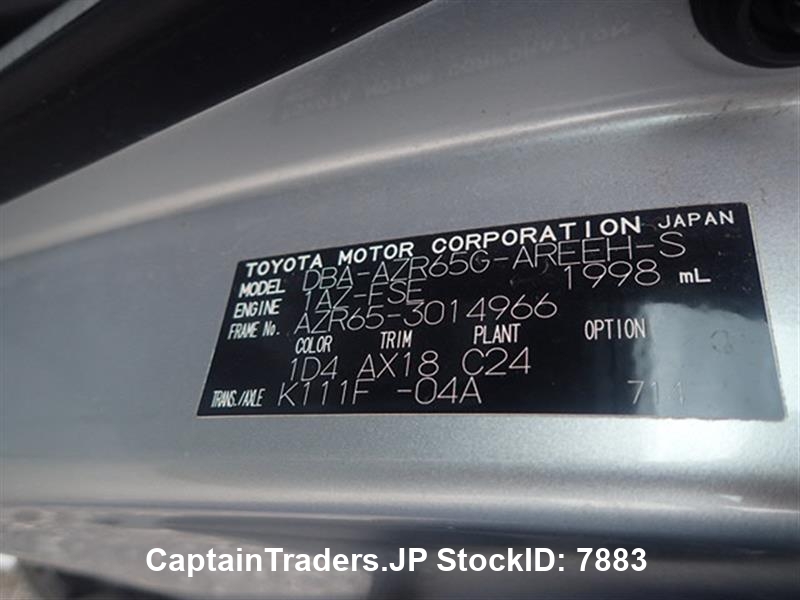 TOYOTA MOTOR CORPORATION JAPAN
MODEL DBA-AZR65G-AREEH-S
ENGINE 1AZ-FSE 1998 mL
FRAME No. AZR65-3014966
COLOR TRIM PLANT OPTION
1D4 AX18 C24
TRANS./AXLE K111F -04A 711
CaptainTraders.JP StockID: 7883